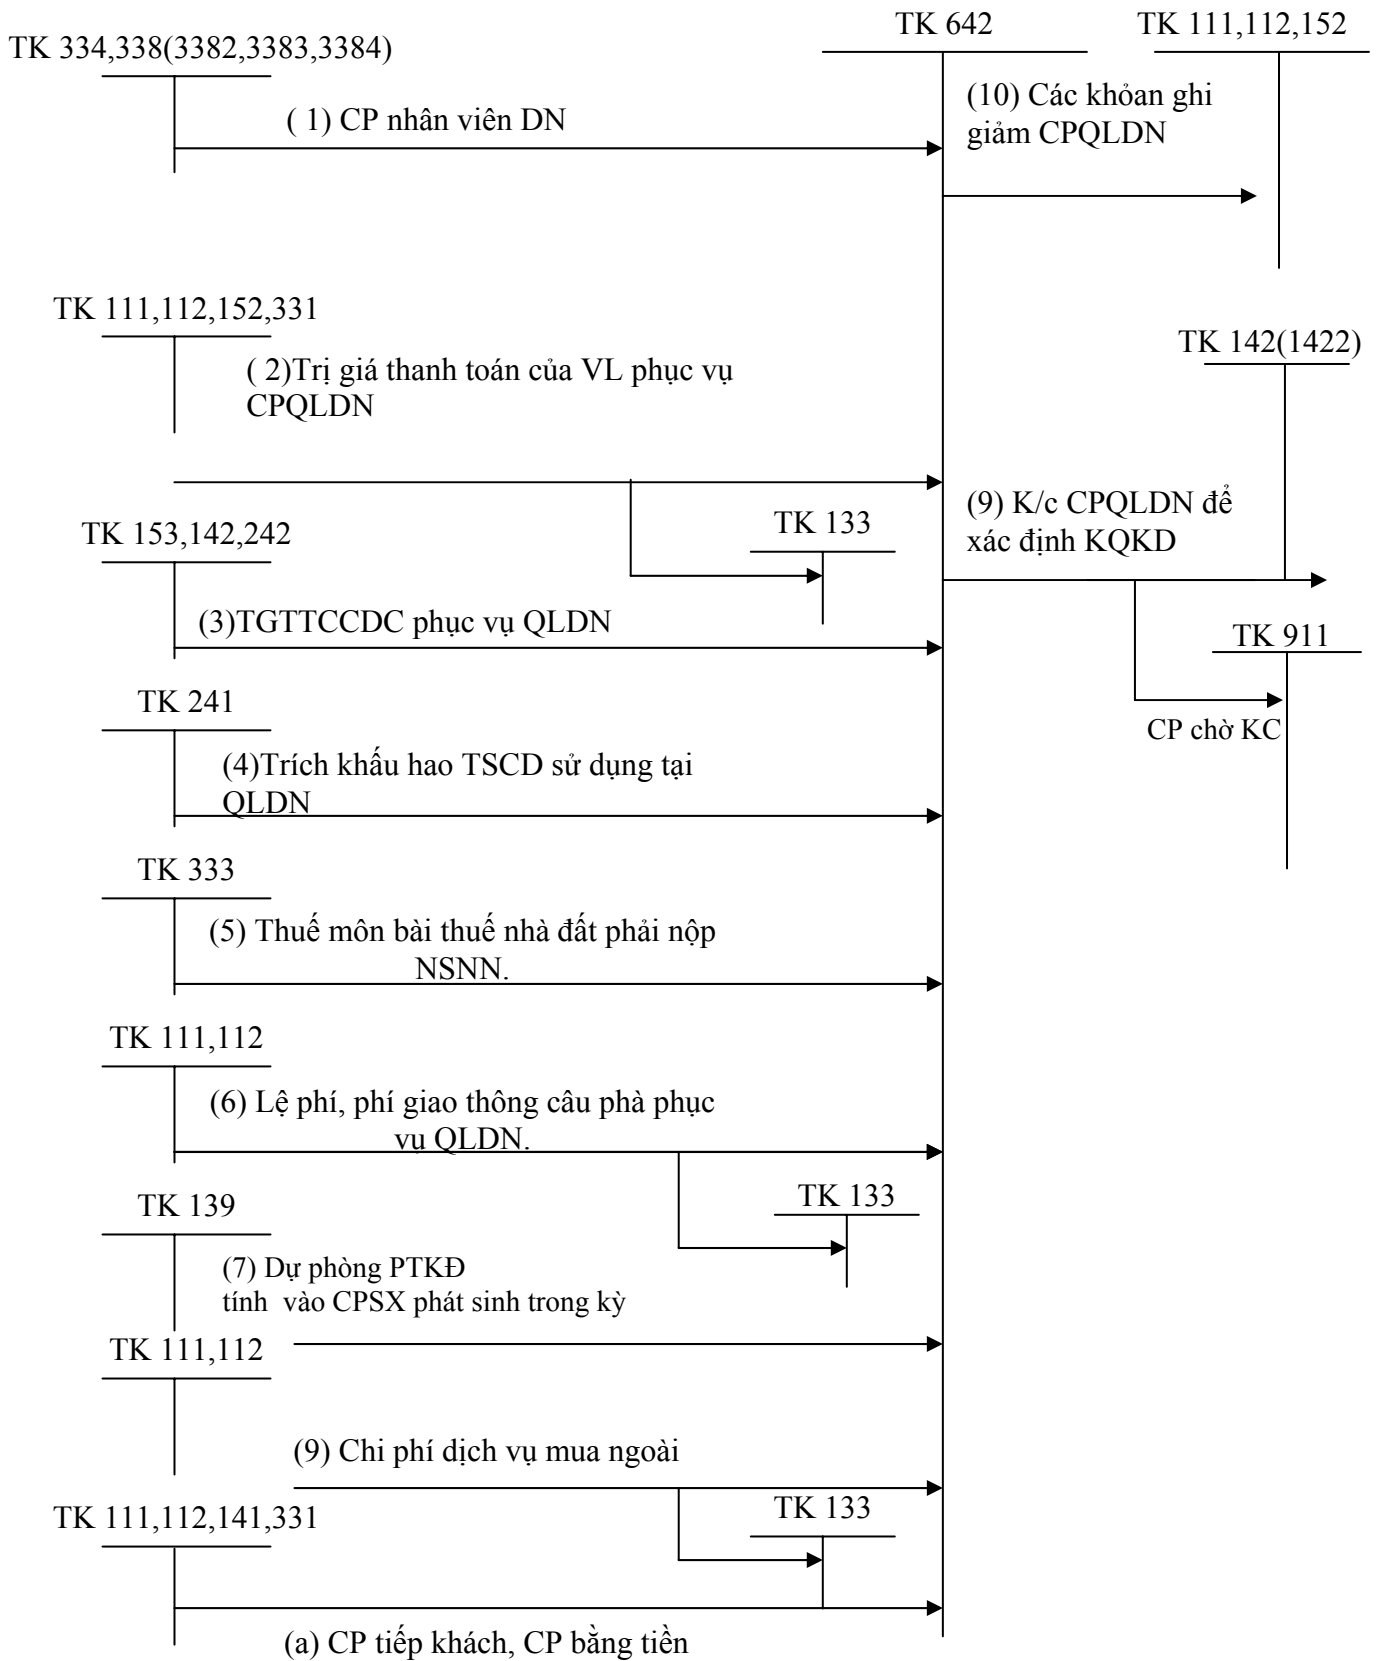 TK 334,338(3382,3383,3384)
TK 642
TK 111,112,152
( 1) CP nhân viên DN
(10) Các khỏan ghi
giảm CPQLDN
TK 111,112,152,331
( 2)Trị giá thanh toán của VL phục vụ
CPQLDN
TK 142(1422)
TK 153,142,242
TK 133
(9) K/c CPQLDN để
xác định KQKD
(3)TGTTCCDC phục vụ QLDN
TK 911
TK 241
CP chờ KC
(4)Trích khấu hao TSCD sử dụng tại
QLDN
TK 333
(5) Thuế môn bài thuế nhà đất phải nộp
NSNN.
TK 111,112
(6) Lệ phí, phí giao thông câu phà phục
vụ QLDN.
TK 139
TK 133
(7) Dự phòng PTKĐ
tính  vào CPSX phát sinh trong kỳ
TK 111,112
(9) Chi phí dịch vụ mua ngoài
TK 111,112,141,331
TK 133
(a) CP tiếp khách, CP bằng tiền